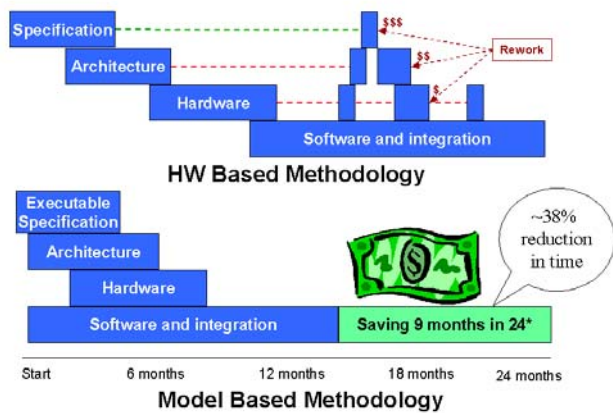 Specification
$$$
Rework
Architecture
$$
Hardware
$
Software and integration
HW Based Methodology
Executable
Specification
~38%
reduction
in time
Architecture
Hardware
$
Software and integration
Saving 9 months in 24*
Start
6 months
12 months
18 months
24 months
Model Based Methodology